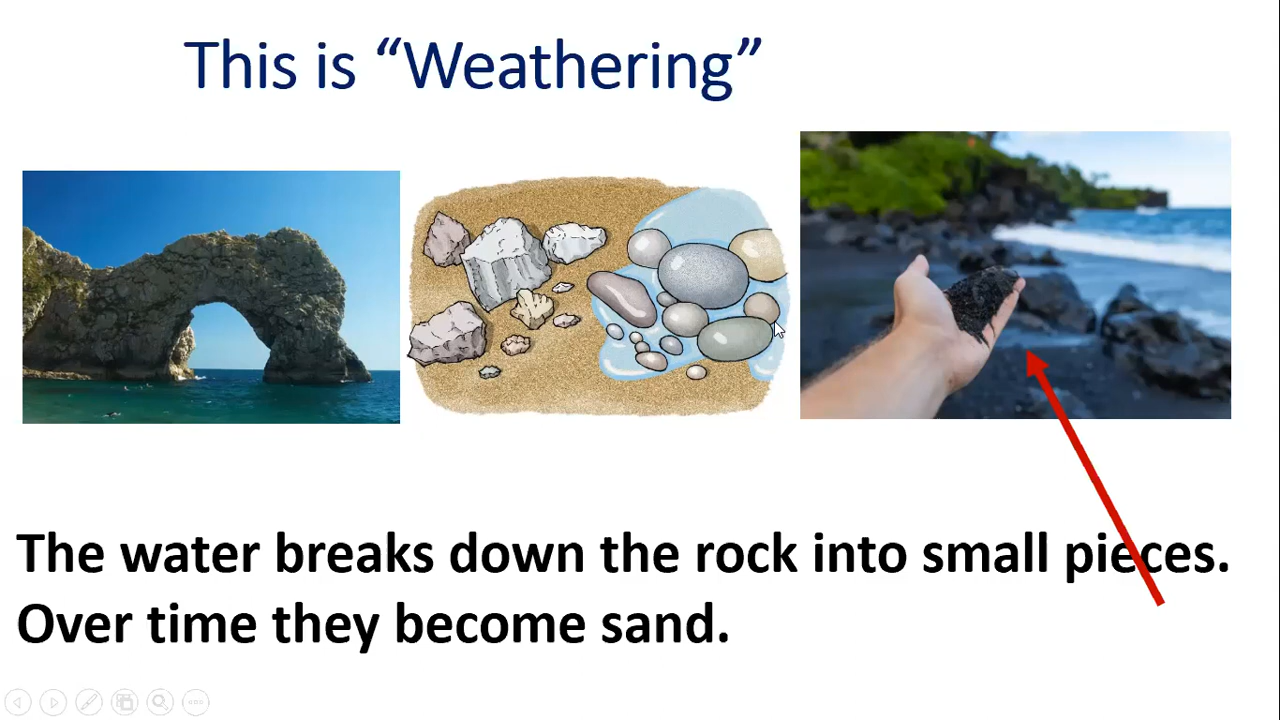 This is “Weathering”
The water breaks down the rock into small pieces.
Over time they become sand.